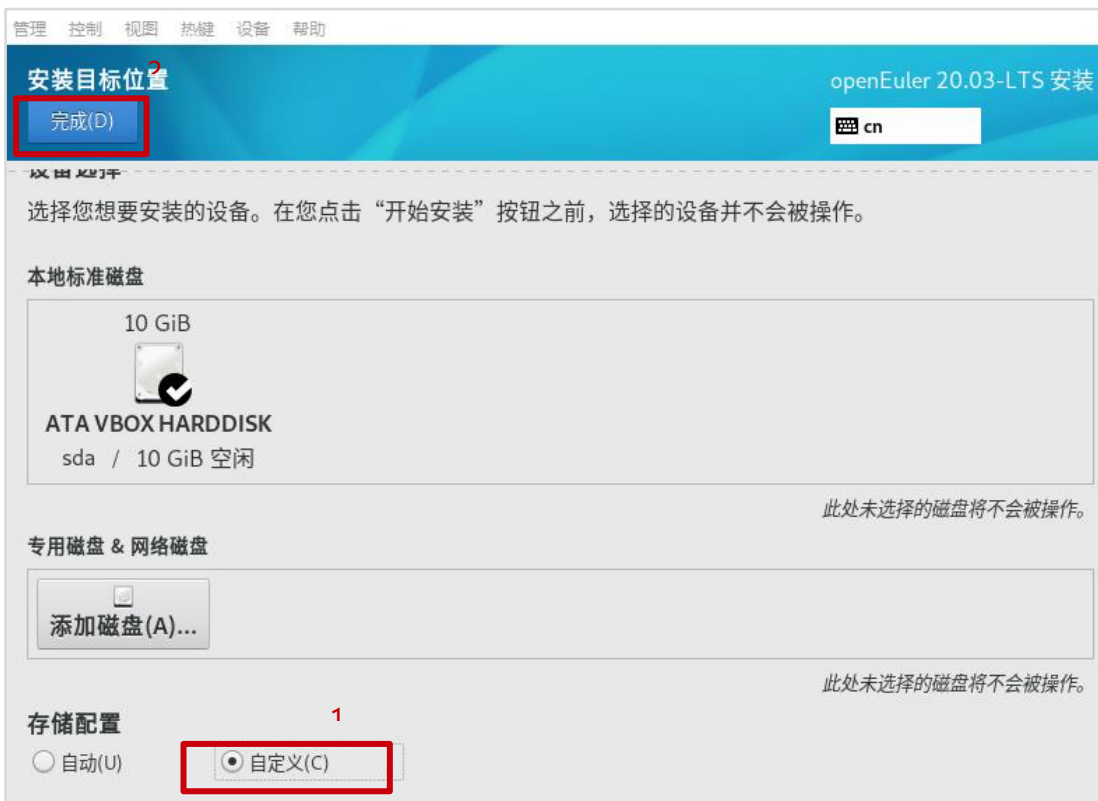 管理 控制 视图 热键 设备 帮助
安装目标位置
2
openEuler 20.03-LTS 安装
完成(D)
cn
设备选择
选择您想要安装的设备。在您点击“开始安装”按钮之前，选择的设备并不会被操作。
本地标准磁盘
10 GiB
ATA VBOX HARDDISK
sda / 10 GiB 空闲
此处未选择的磁盘将不会被操作。
专用磁盘 & 网络磁盘
添加磁盘(A)...
此处未选择的磁盘将不会被操作。
存储配置
1
自动(U) 自定义(C)